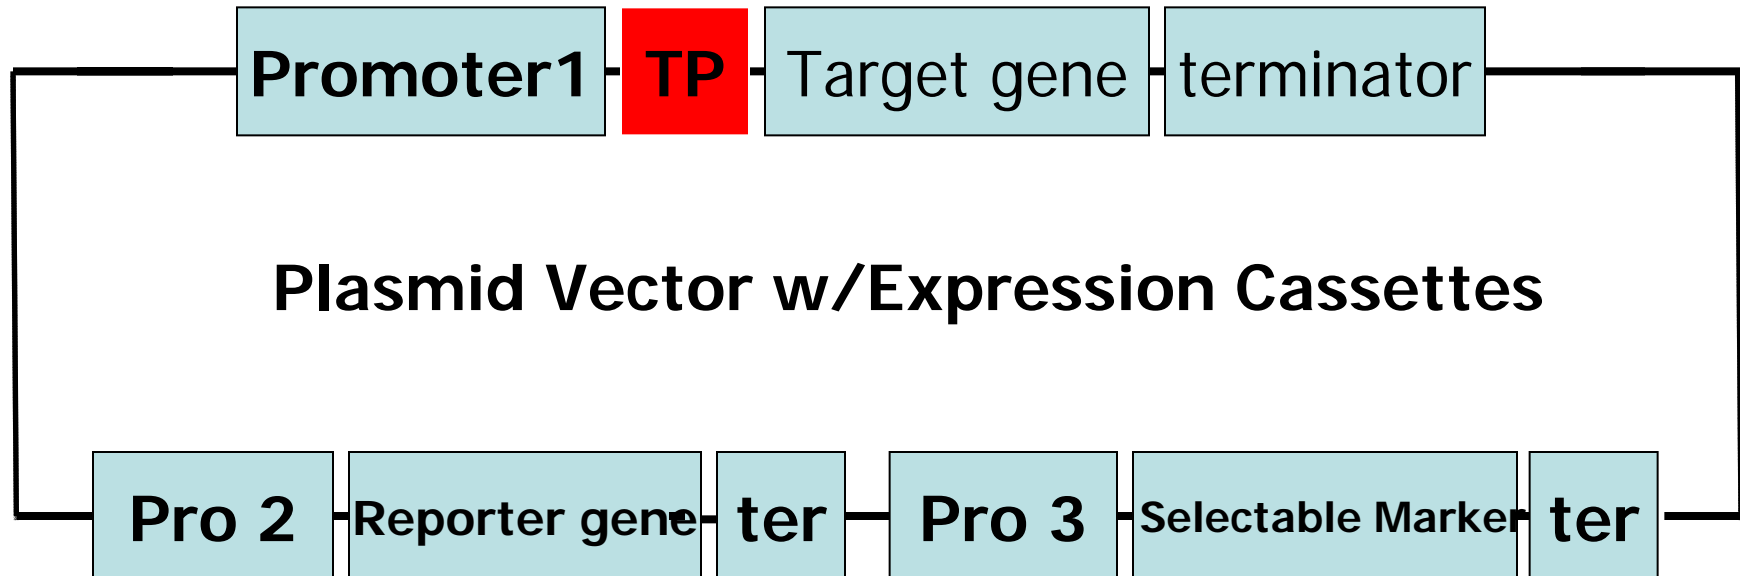 Promoter1 TP Target gene terminator
Plasmid Vector w/Expression Cassettes
Pro 2 Reporter gene ter Pro 3 Selectable Marker ter